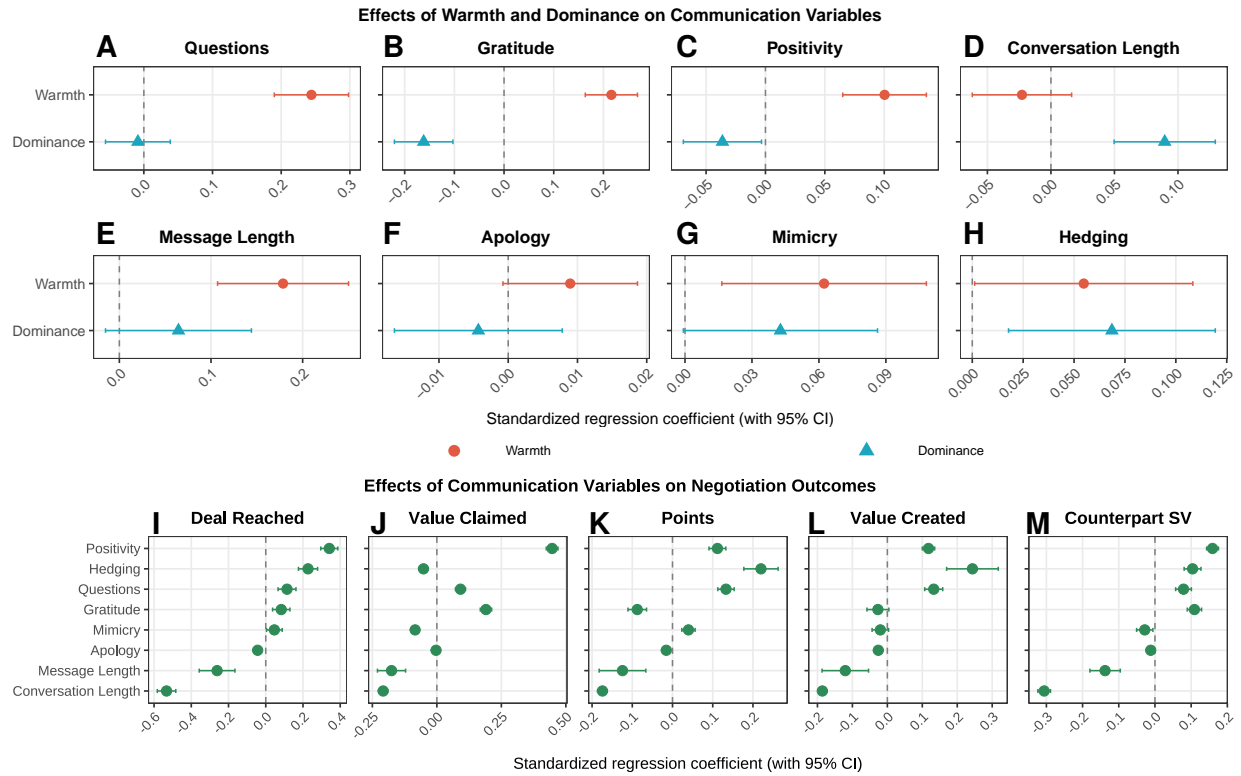 Effects of Warmth and Dominance on Communication Variables
A Questions B Gratitude C Positivity D Conversation Length
Warmth
Dominance
0.0 0.1 0.2 0.3 −0.2 −0.1 0.0 0.1 0.2 −0.05 0.00 0.05 0.10 −0.05 0.00 0.05 0.10
E Message Length F Apology G Mimicry H Hedging
Warmth
Dominance
0.0 0.1 0.2 −0.01 0.00 0.01 0.02 0.00 0.03 0.06 0.09 0.000 0.025 0.050 0.075 0.100 0.125
Standardized regression coefficient (with 95% CI)
Warmth Dominance
Effects of Communication Variables on Negotiation Outcomes
I Deal Reached J Value Claimed K Points L Value Created M Counterpart SV
Positivity
Hedging
Questions
Gratitude
Mimicry
Apology
Message Length
Conversation Length
-0.6 -0.4 -0.2 0.0 0.2 0.4 -0.25 0.00 0.25 0.50 -0.2 -0.1 0.0 0.1 0.2 -0.2 -0.1 0.0 0.1 0.2 0.3 -0.3 -0.2 -0.1 0.0 0.1 0.2
Standardized regression coefficient (with 95% CI)